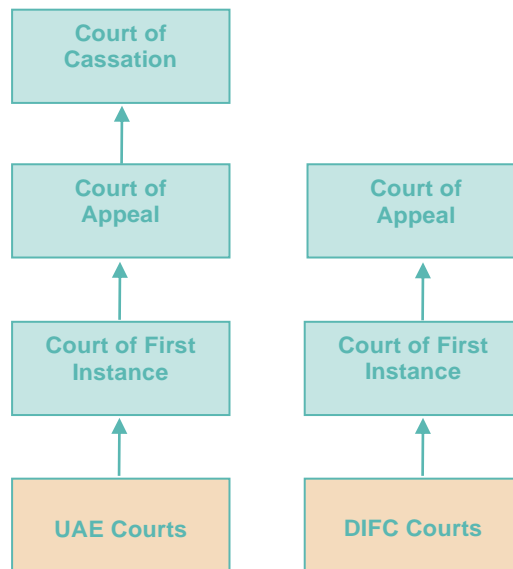 Court of
Cassation
Court of
Appeal
Court of
Appeal
Court of First
Instance
Court of First
Instance
UAE Courts
DIFC Courts